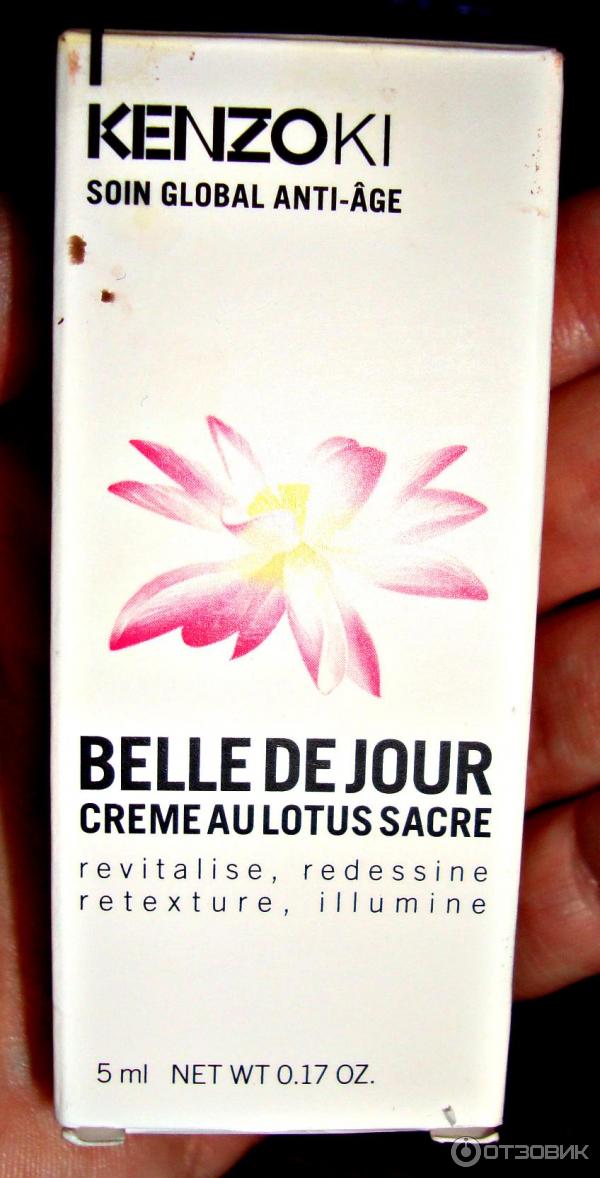 KENZOKI
SOIN GLOBAL ANTI-ÂGE
BELLE DE JOUR
CREME AU LOTUS SACRE
revitalise, redessine
retexture, illumine
5 ml NET WT 0.17 OZ.
ОТЗОВИК